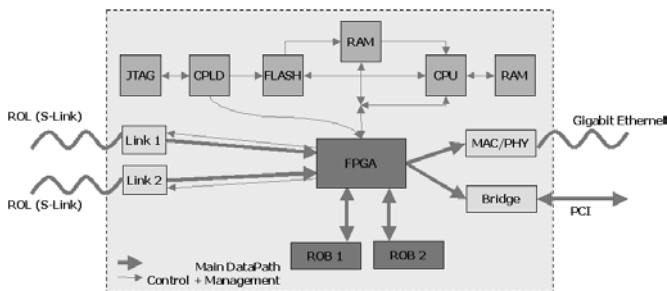 RAM
JTAG
CPLD
FLASH
CPU
RAM
ROL (S-Link)
Link 1
MAC/PHY
Gigabit Ethernet
FPGA
Link 2
Bridge
ROL (S-Link)
PCI
ROB 1
ROB 2
Main DataPath
Control + Management